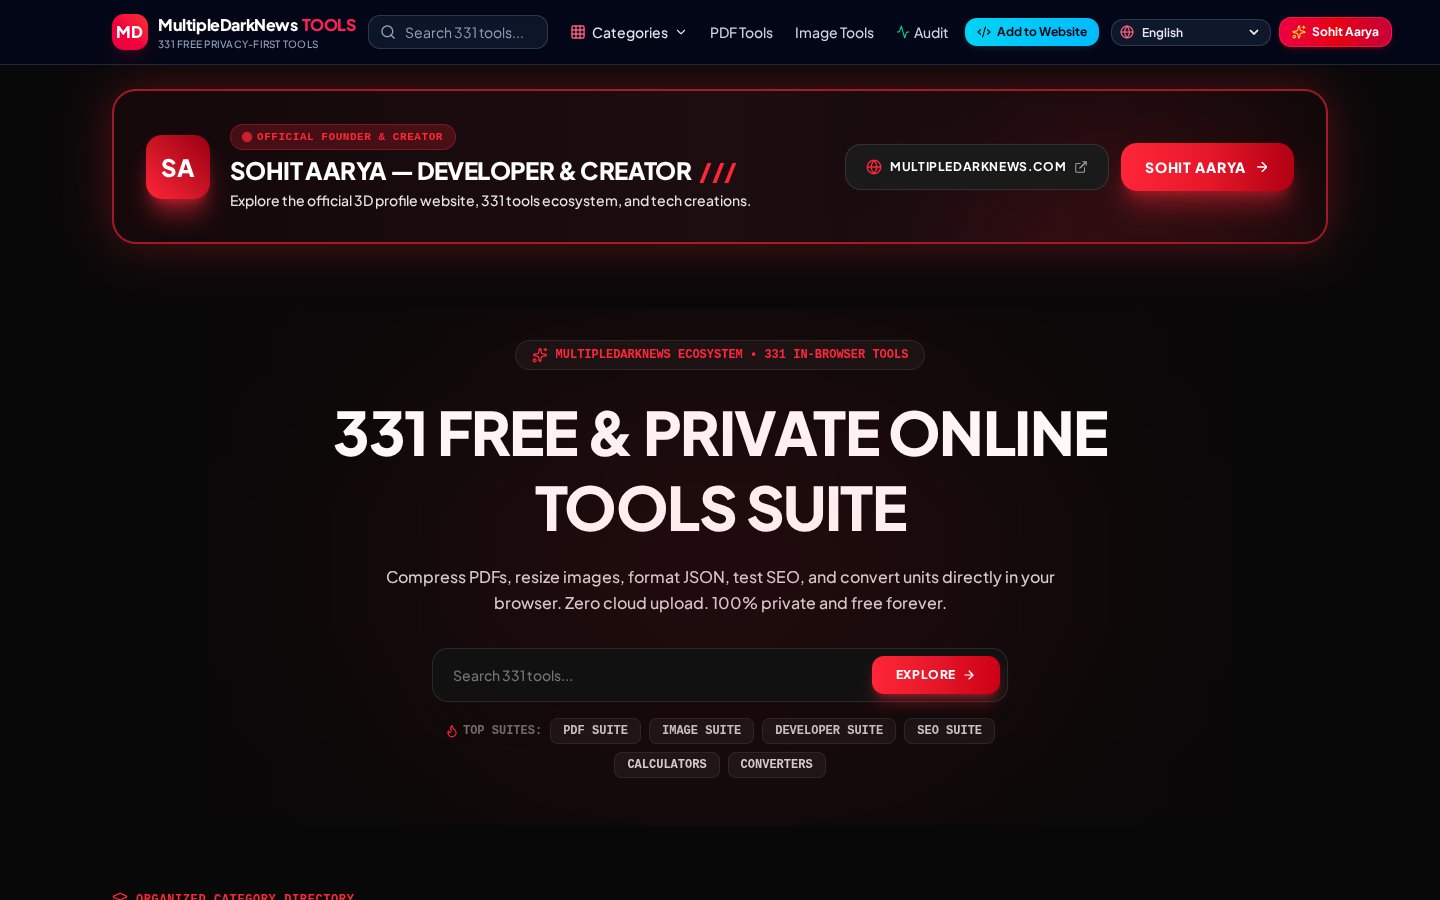 MD
MultipleDarkNews TOOLS
331 FREE PRIVACY-FIRST TOOLS
Search 331 tools...
Categories
PDF Tools
Image Tools
Audit
Add to Website
English
Sohit Aarya
SA
OFFICIAL FOUNDER & CREATOR
SOHIT AARYA — DEVELOPER & CREATOR ///
Explore the official 3D profile website, 331 tools ecosystem, and tech creations.
MULTIPLEDARKNEWS.COM
SOHIT AARYA
MULTIPLEDARKNEWS ECOSYSTEM • 331 IN-BROWSER TOOLS
331 FREE & PRIVATE ONLINE
TOOLS SUITE
Compress PDFs, resize images, format JSON, test SEO, and convert units directly in your
browser. Zero cloud upload. 100% private and free forever.
Search 331 tools...
EXPLORE
TOP SUITES:
PDF SUITE
IMAGE SUITE
DEVELOPER SUITE
SEO SUITE
CALCULATORS
CONVERTERS
ORGANIZED CATEGORY DIRECTORY